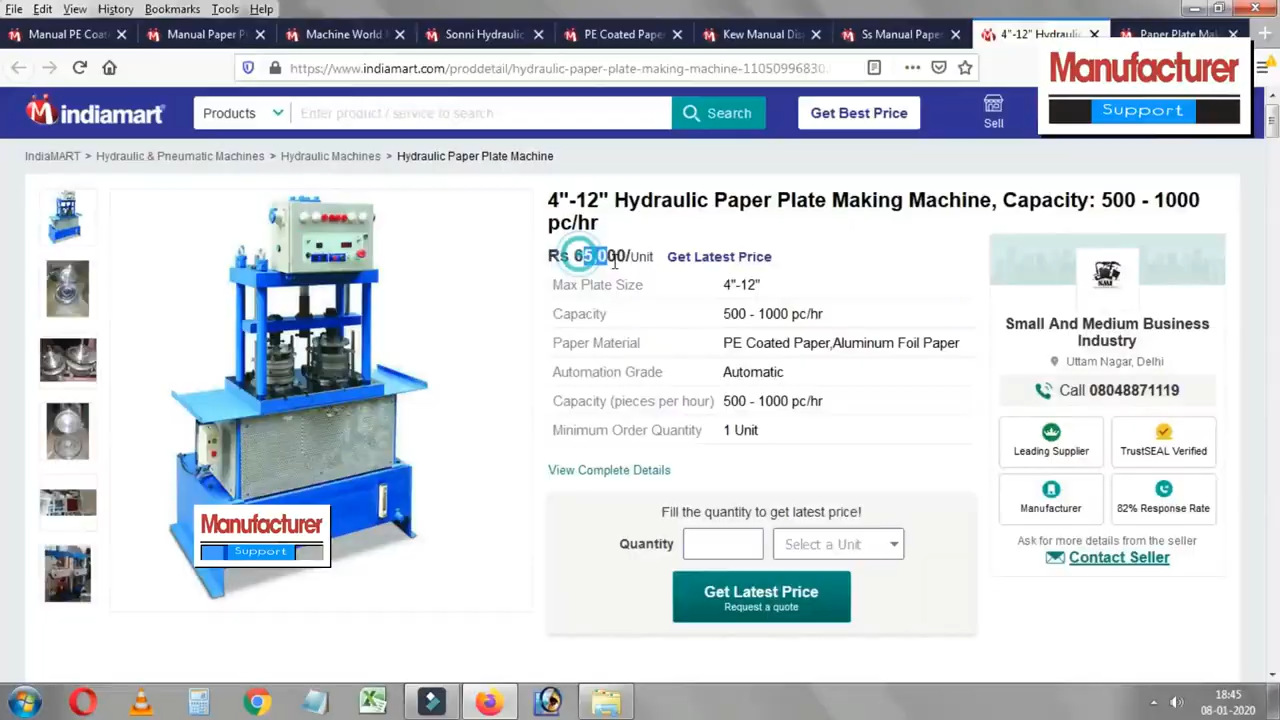 File Edit View History Bookmarks Tools Help
Manual PE Coat
Manual Paper P
Machine World
Sonni Hydraulic
PE Coated Pape
Kew Manual Dis
Ss Manual Paper
4"-12" Hydraulic
Paper Plate Ma
https://www.indiamart.com/proddetail/hydraulic-paper-plate-making-machine-11050996830
Manufacturer
Support
indiamart
Products
Enter product / service to search
Search
Get Best Price
Sell
IndiaMART > Hydraulic & Pneumatic Machines > Hydraulic Machines > Hydraulic Paper Plate Machine
4"-12" Hydraulic Paper Plate Making Machine, Capacity: 500 - 1000
pc/hr
Rs 65,000/Unit Get Latest Price
Max Plate Size 4"-12"
Capacity 500 - 1000 pc/hr
Paper Material PE Coated Paper,Aluminum Foil Paper
Automation Grade Automatic
Capacity (pieces per hour) 500 - 1000 pc/hr
Minimum Order Quantity 1 Unit
View Complete Details
Fill the quantity to get latest price!
Quantity Select a Unit
Get Latest Price
Request a quote
SMI
Small And Medium Business
Industry
Uttam Nagar, Delhi
Call 08048871119
Leading Supplier
TrustSEAL Verified
Manufacturer
82% Response Rate
Ask for more details from the seller
Contact Seller
Manufacturer
Support
18:45
08-01-2020